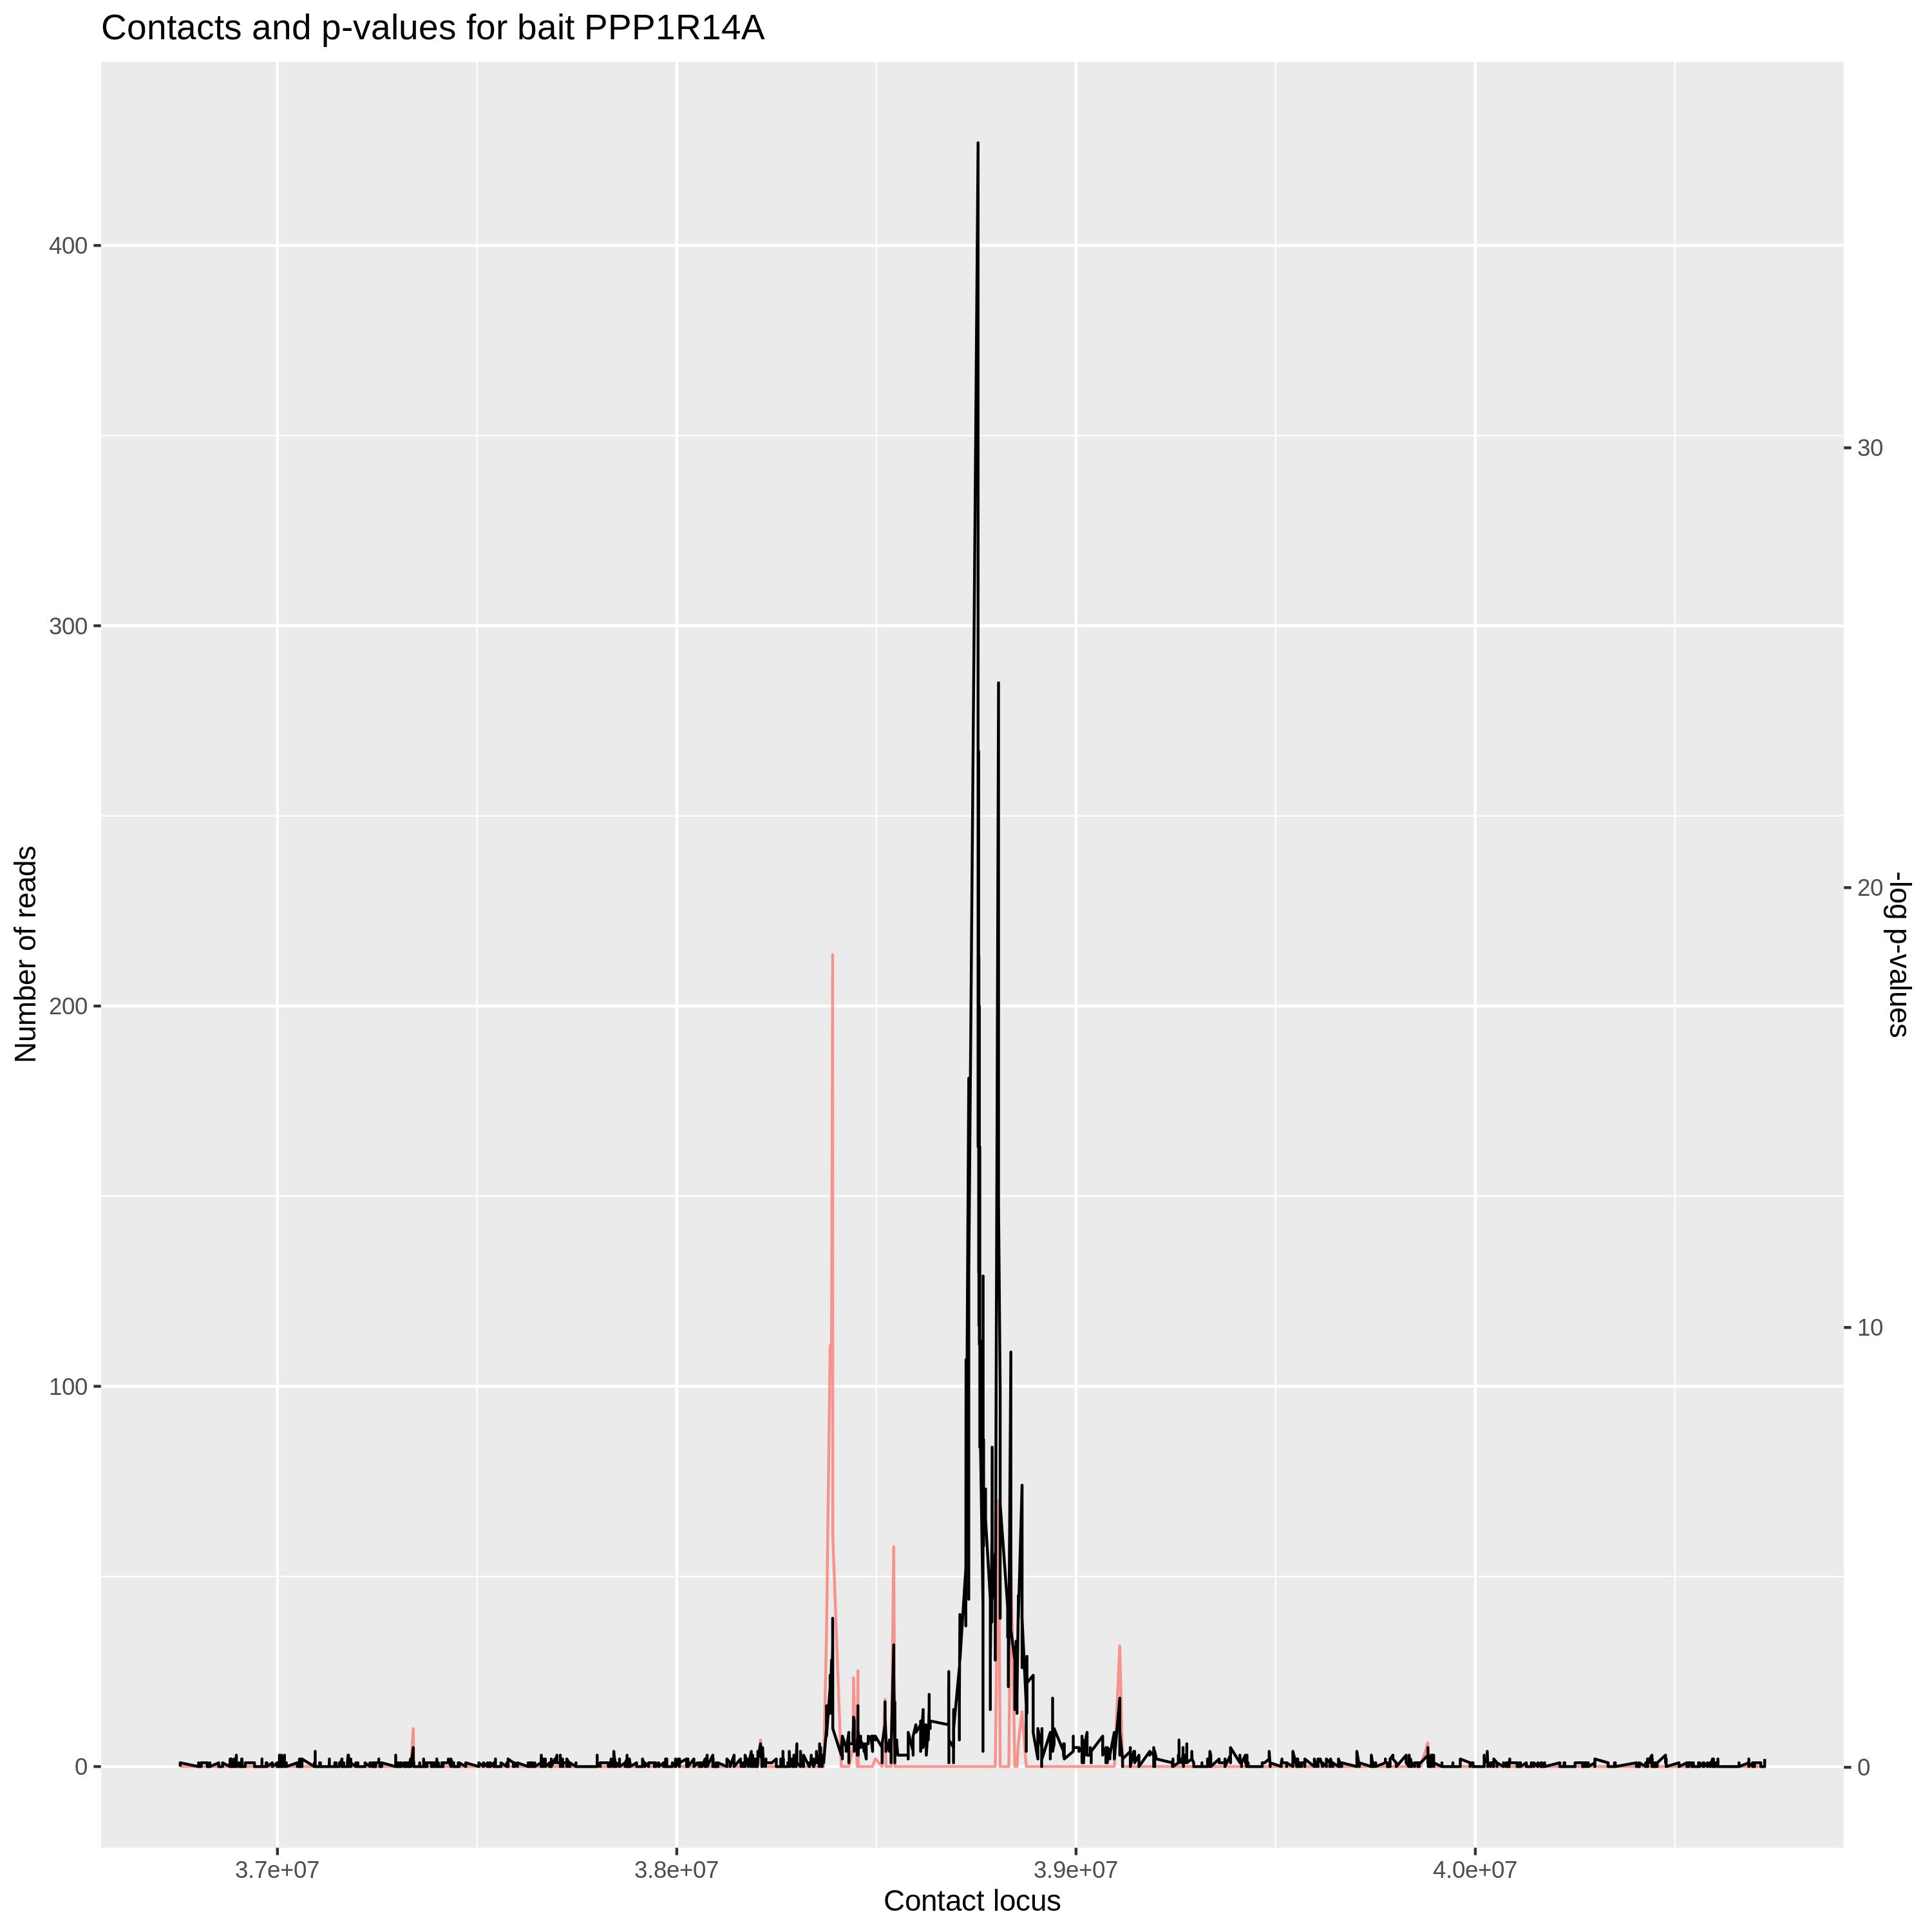 Contacts and p-values for bait PPP1R14A
400
300
200
100
0
Number of reads
30
20
10
0
-log p-values
3.7e+07
3.8e+07
3.9e+07
4.0e+07
Contact locus